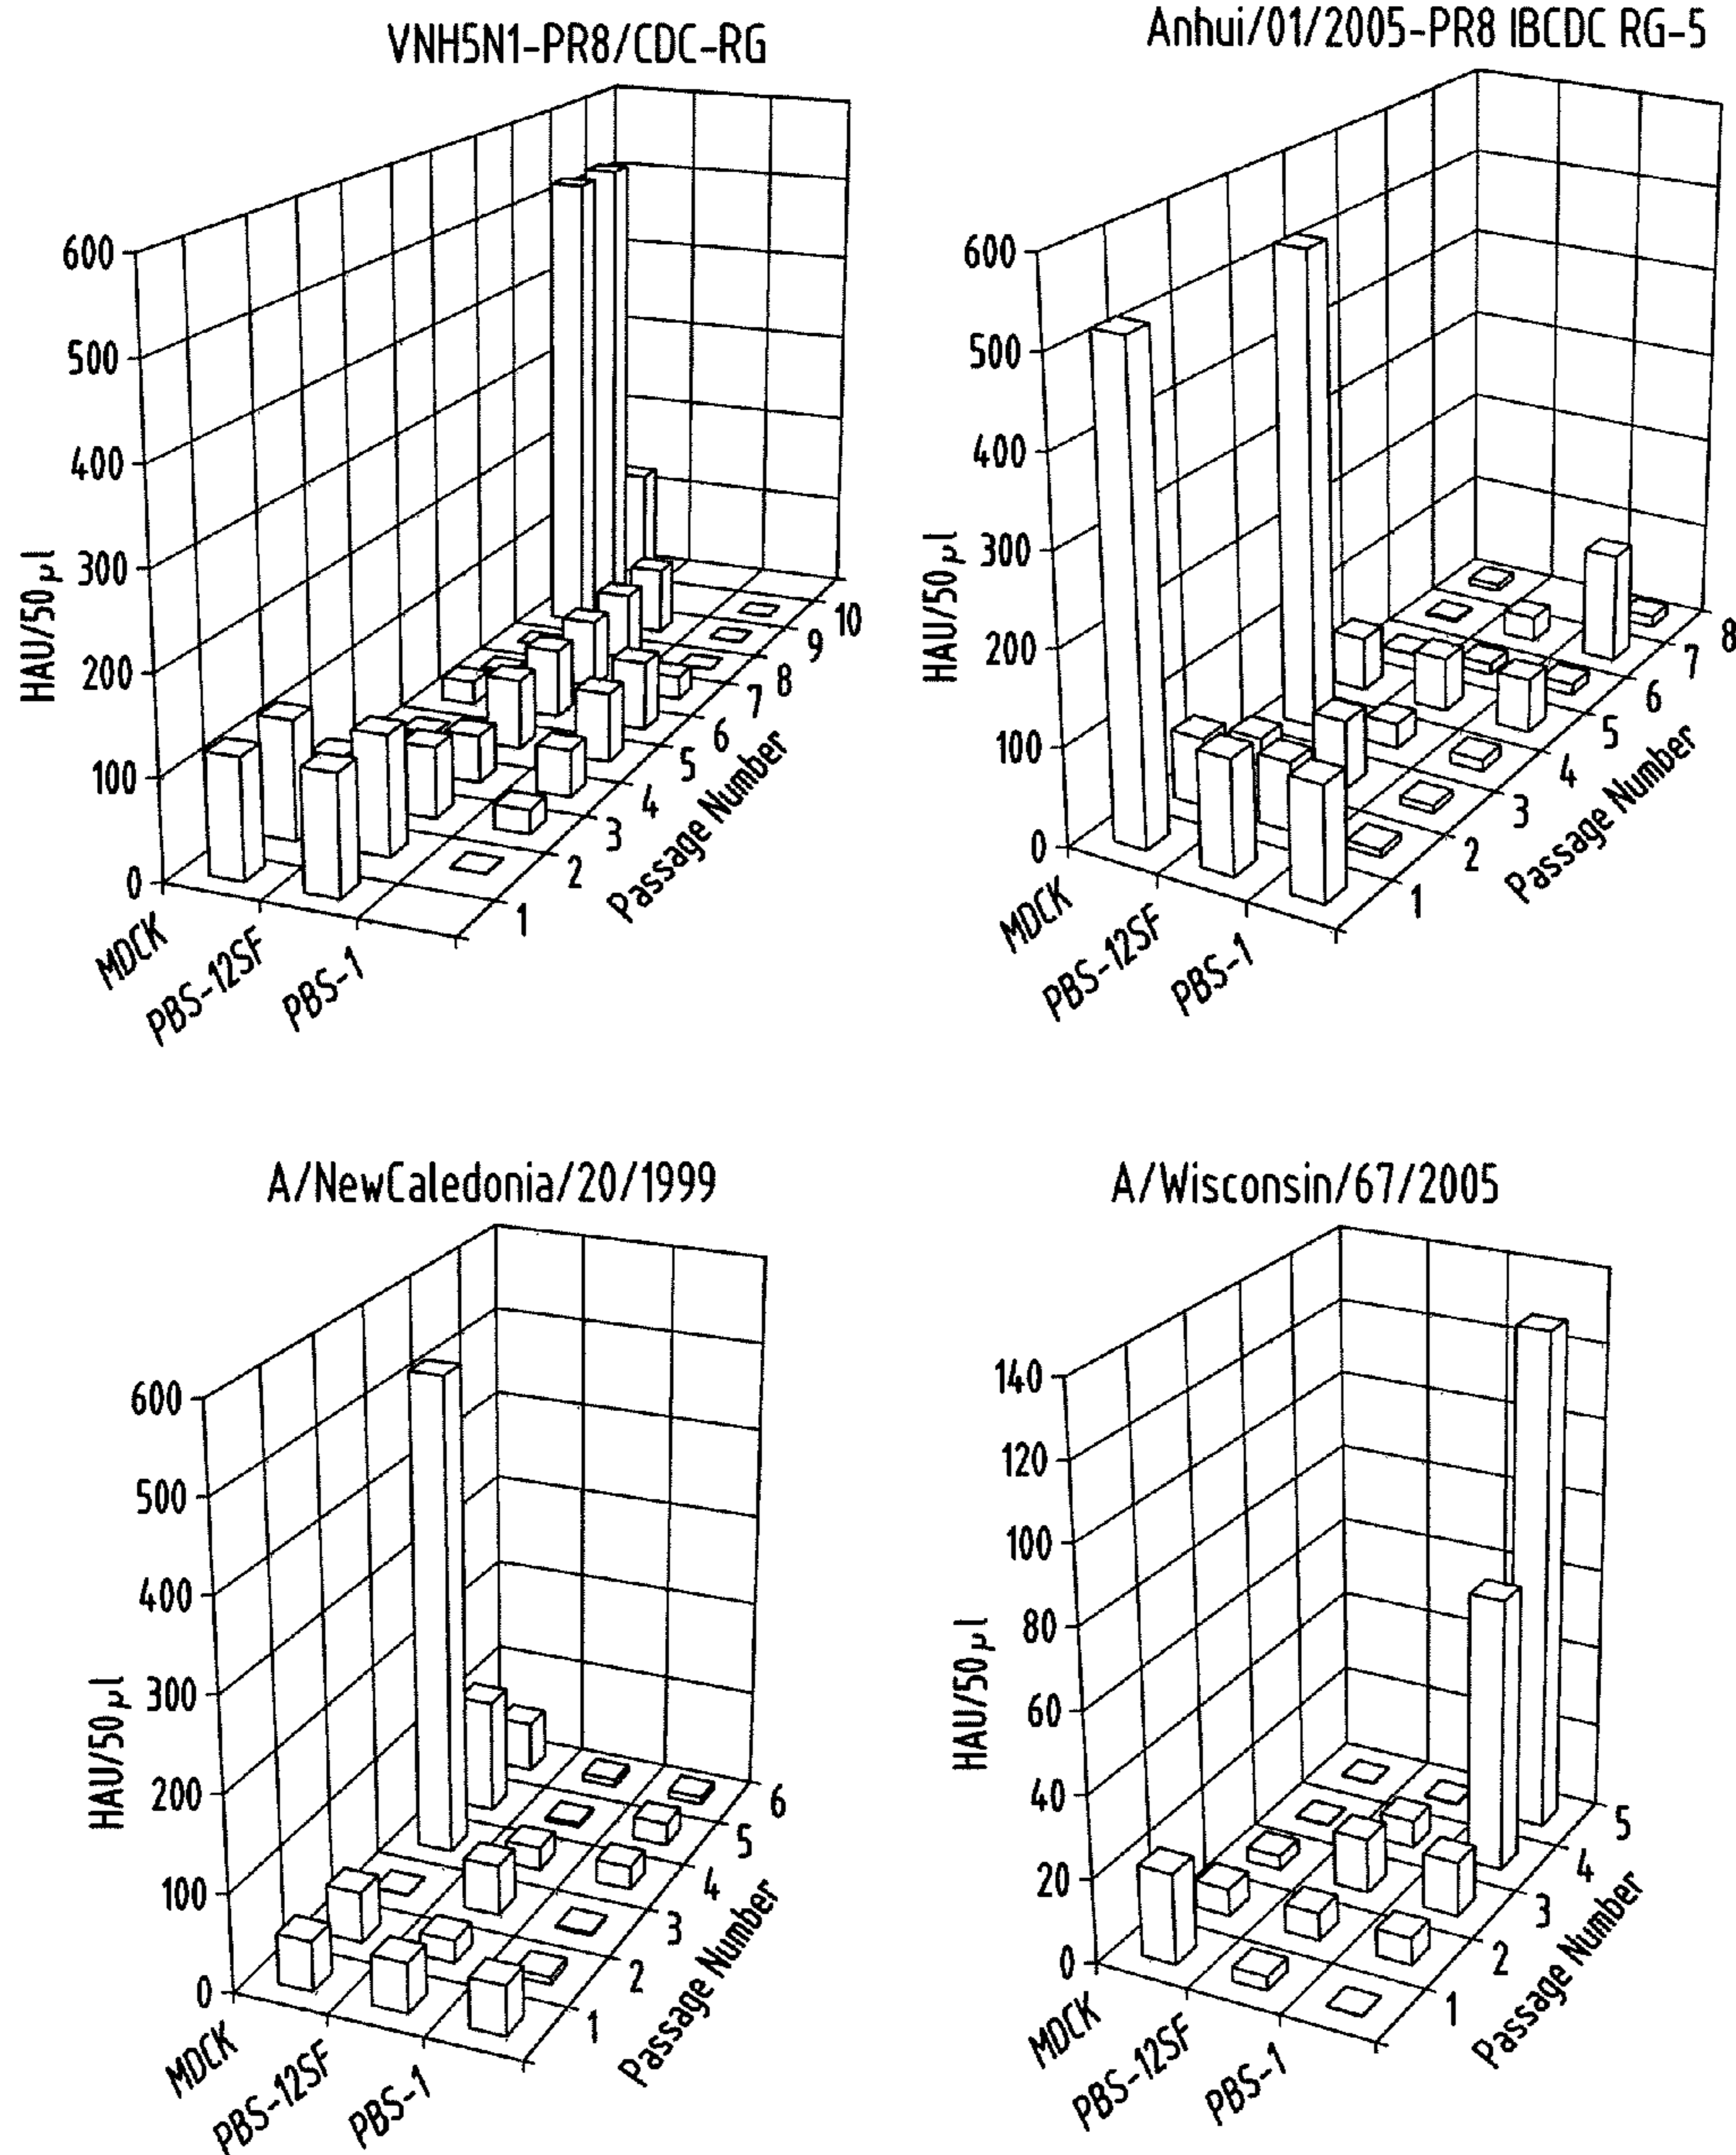 VNH5N1-PR8/CDC-RG
HAU/50µl
600
500
400
300
200
100
0
MDCK
PBS-12SF
PBS-1
1
2
3
4
5
6
7
8
9
10
Passage Number
Anhui/01/2005-PR8 IBCDC RG-5
HAU/50µl
600
500
400
300
200
100
0
MDCK
PBS-12SF
PBS-1
1
2
3
4
5
6
7
8
Passage Number
A/NewCaledonia/20/1999
HAU/50µl
600
500
400
300
200
100
0
MDCK
PBS-12SF
PBS-1
1
2
3
4
5
6
Passage Number
A/Wisconsin/67/2005
HAU/50µl
140
120
100
80
60
40
20
0
MDCK
PBS-12SF
PBS-1
1
2
3
4
5
Passage Number